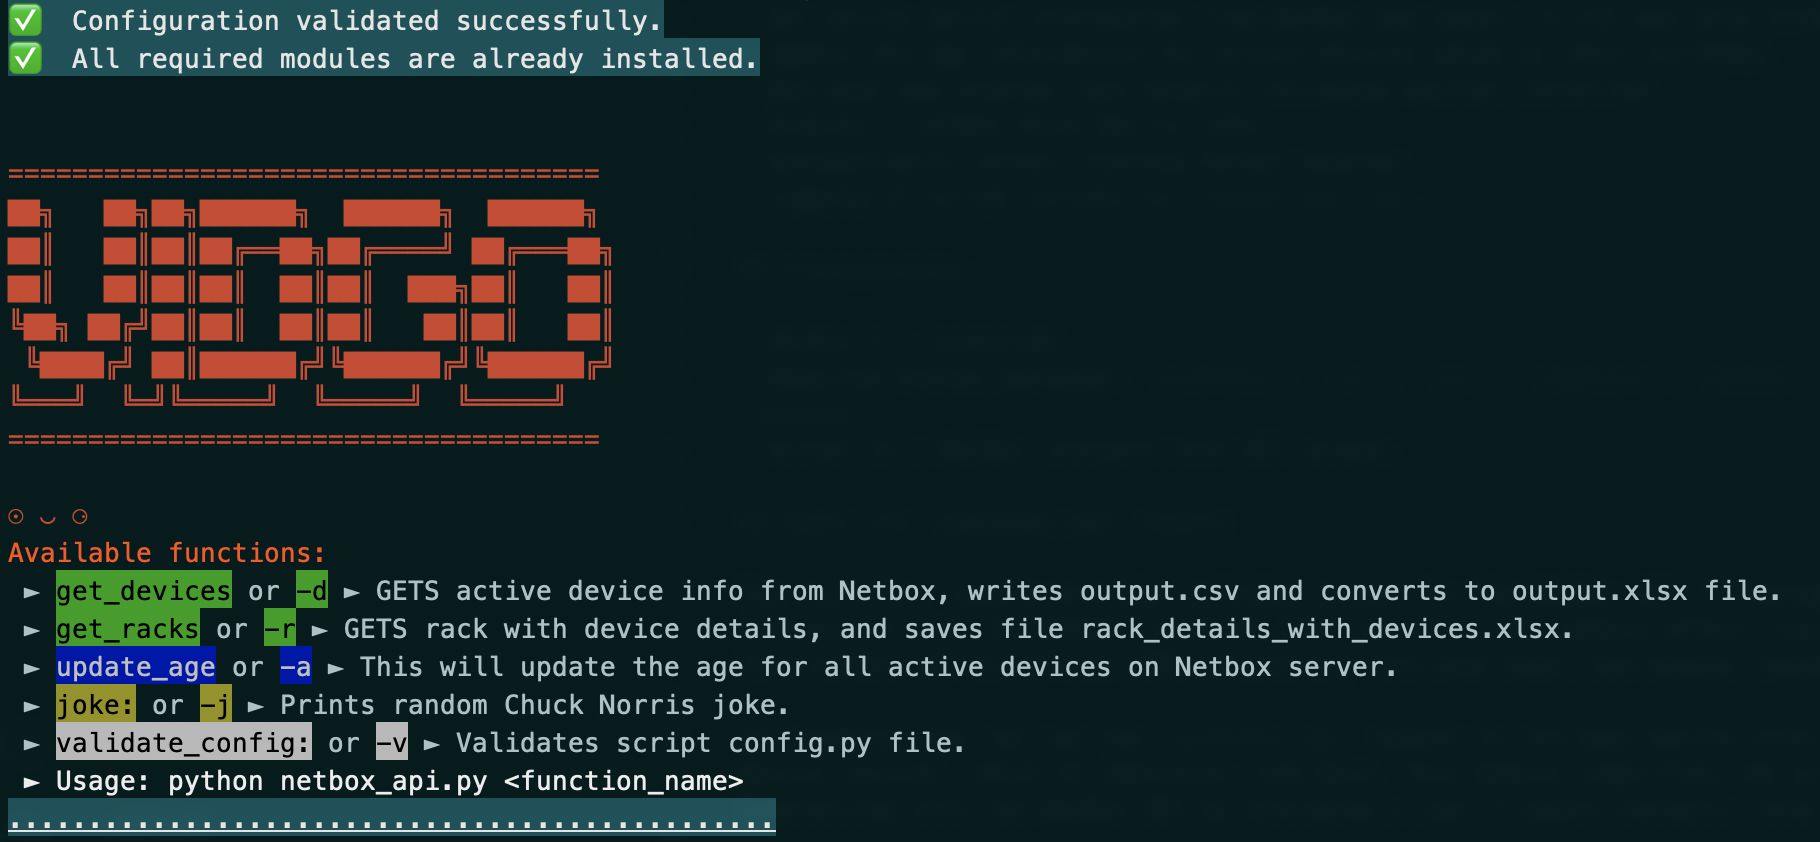 ✅ Configuration validated successfully.
✅ All required modules are already installed.
=====================================
VIDGO
=====================================
☉ ◡ ⚆
Available functions:
► get_devices or -d ► GETS active device info from Netbox, writes output.csv and converts to output.xlsx file.
► get_racks or -r ► GETS rack with device details, and saves file rack_details_with_devices.xlsx.
► update_age or -a ► This will update the age for all active devices on Netbox server.
► joke: or -j ► Prints random Chuck Norris joke.
► validate_config: or -v ► Validates script config.py file.
► Usage: python netbox_api.py <function_name>
................................................